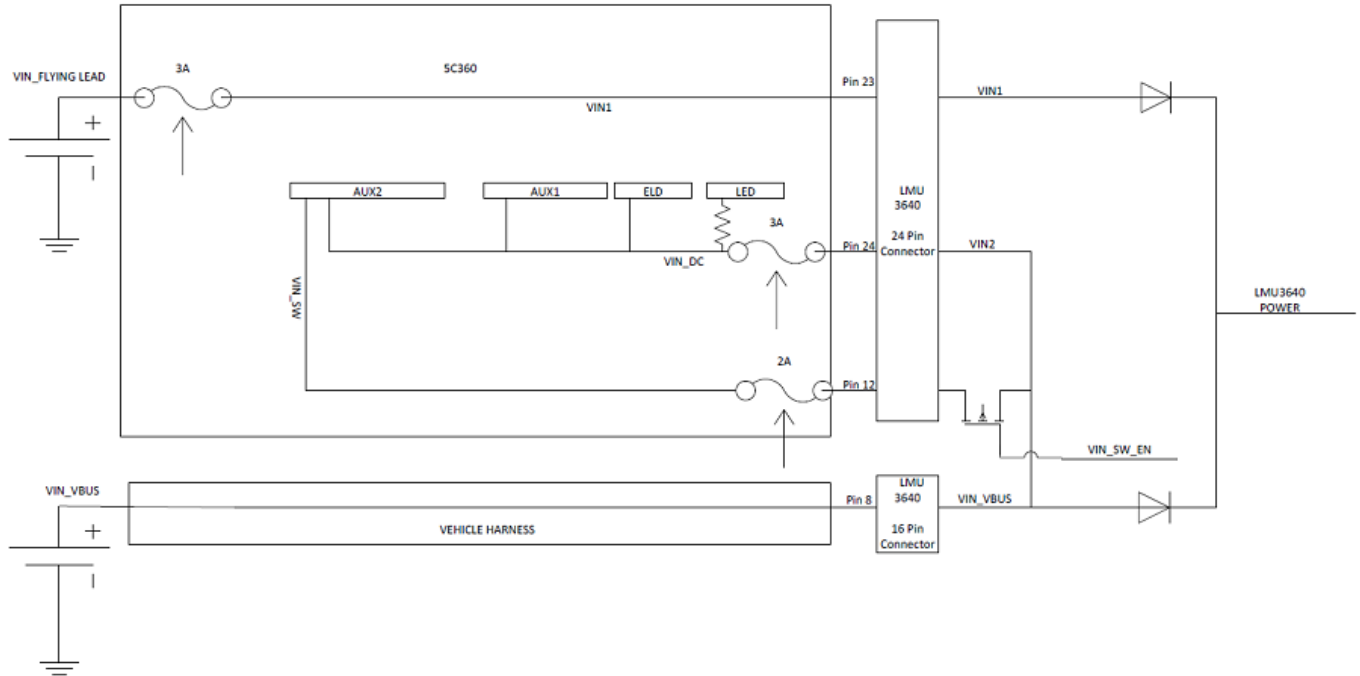 VIN_FLYING LEAD
3A
5C360
Pin 23
VIN1
VIN1
+
I
AUX2
AUX1
ELD
LED
LMU
3640
24 Pin
Connector
3A
Pin 24
VIN2
VIN_DC
VIN_SW
LMU3640
POWER
2A
Pin 12
VIN_SW_EN
VIN_VBUS
VEHICLE HARNESS
Pin 8
LMU
3640
16 Pin
Connector
VIN_VBUS
+
I